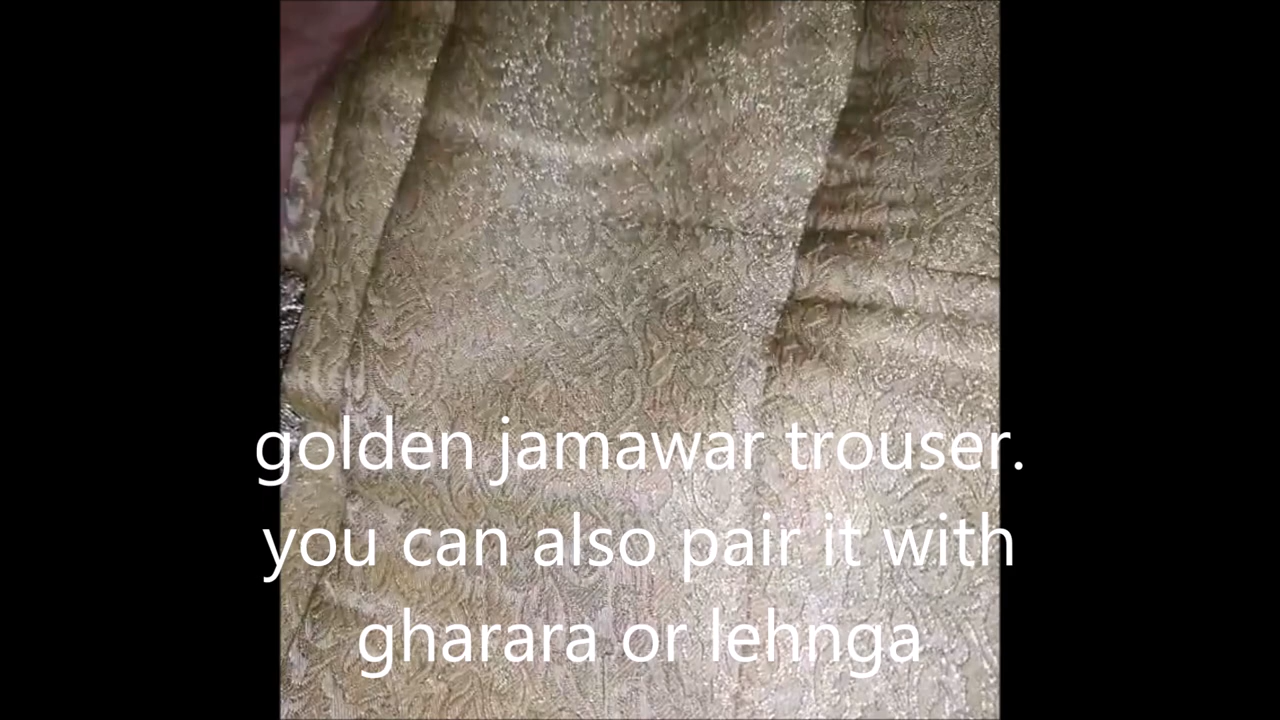 golden jamawar trouser.
you can also pair it with
gharara or lehnga